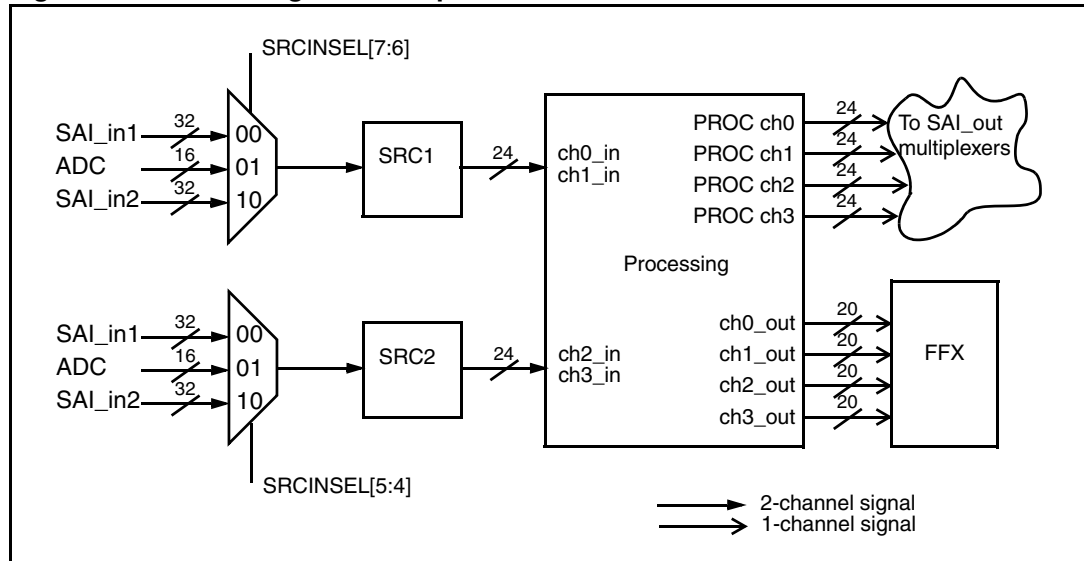 SRCINSEL[7:6]
SAI_in1 32 00
ADC 16 01
SAI_in2 32 10
SRC1
24
ch0_in
ch1_in
PROC ch0 24
PROC ch1 24
PROC ch2 24
PROC ch3 24
To SAI_out
multiplexers
Processing
SAI_in1 32 00
ADC 16 01
SAI_in2 32 10
SRC2
24
ch2_in
ch3_in
ch0_out 20
ch1_out 20
ch2_out 20
ch3_out 20
FFX
SRCINSEL[5:4]
2-channel signal
1-channel signal